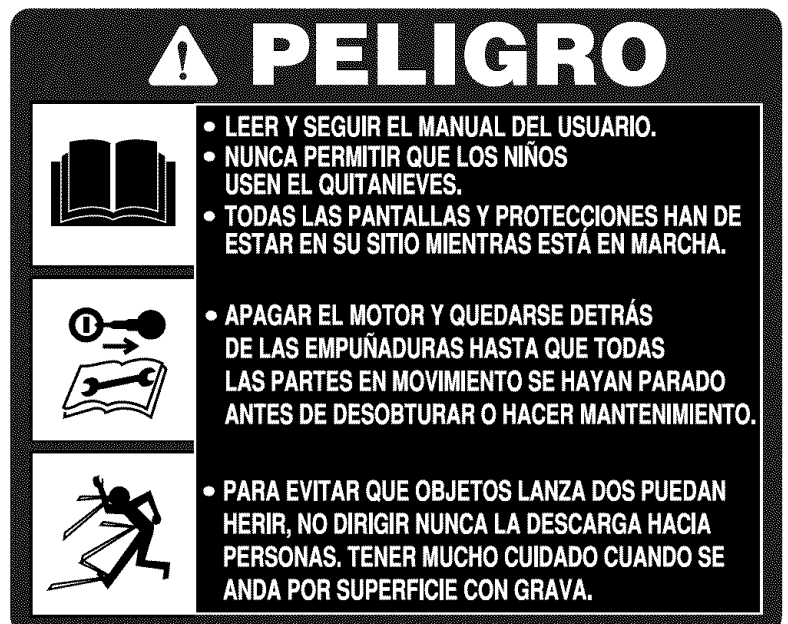 PELIGRO
• LEER Y SEGUIR EL MANUAL DEL USUARIO.
• NUNCA PERMITIR QUE LOS NIÑOS
USEN EL QUITANIEVES.
• TODAS LAS PANTALLAS Y PROTECCIONES HAN DE
ESTAR EN SU SITIO MIENTRAS ESTÁ EN MARCHA.
• APAGAR EL MOTOR Y QUEDARSE DETRÁS
DE LAS EMPUÑADURAS HASTA QUE TODAS
LAS PARTES EN MOVIMIENTO SE HAYAN PARADO
ANTES DE DESOBTURAR O HACER MANTENIMIENTO.
• PARA EVITAR QUE OBJETOS LANZA DOS PUEDAN
HERIR, NO DIRIGIR NUNCA LA DESCARGA HACIA
PERSONAS. TENER MUCHO CUIDADO CUANDO SE
ANDA POR SUPERFICIE CON GRAVA.